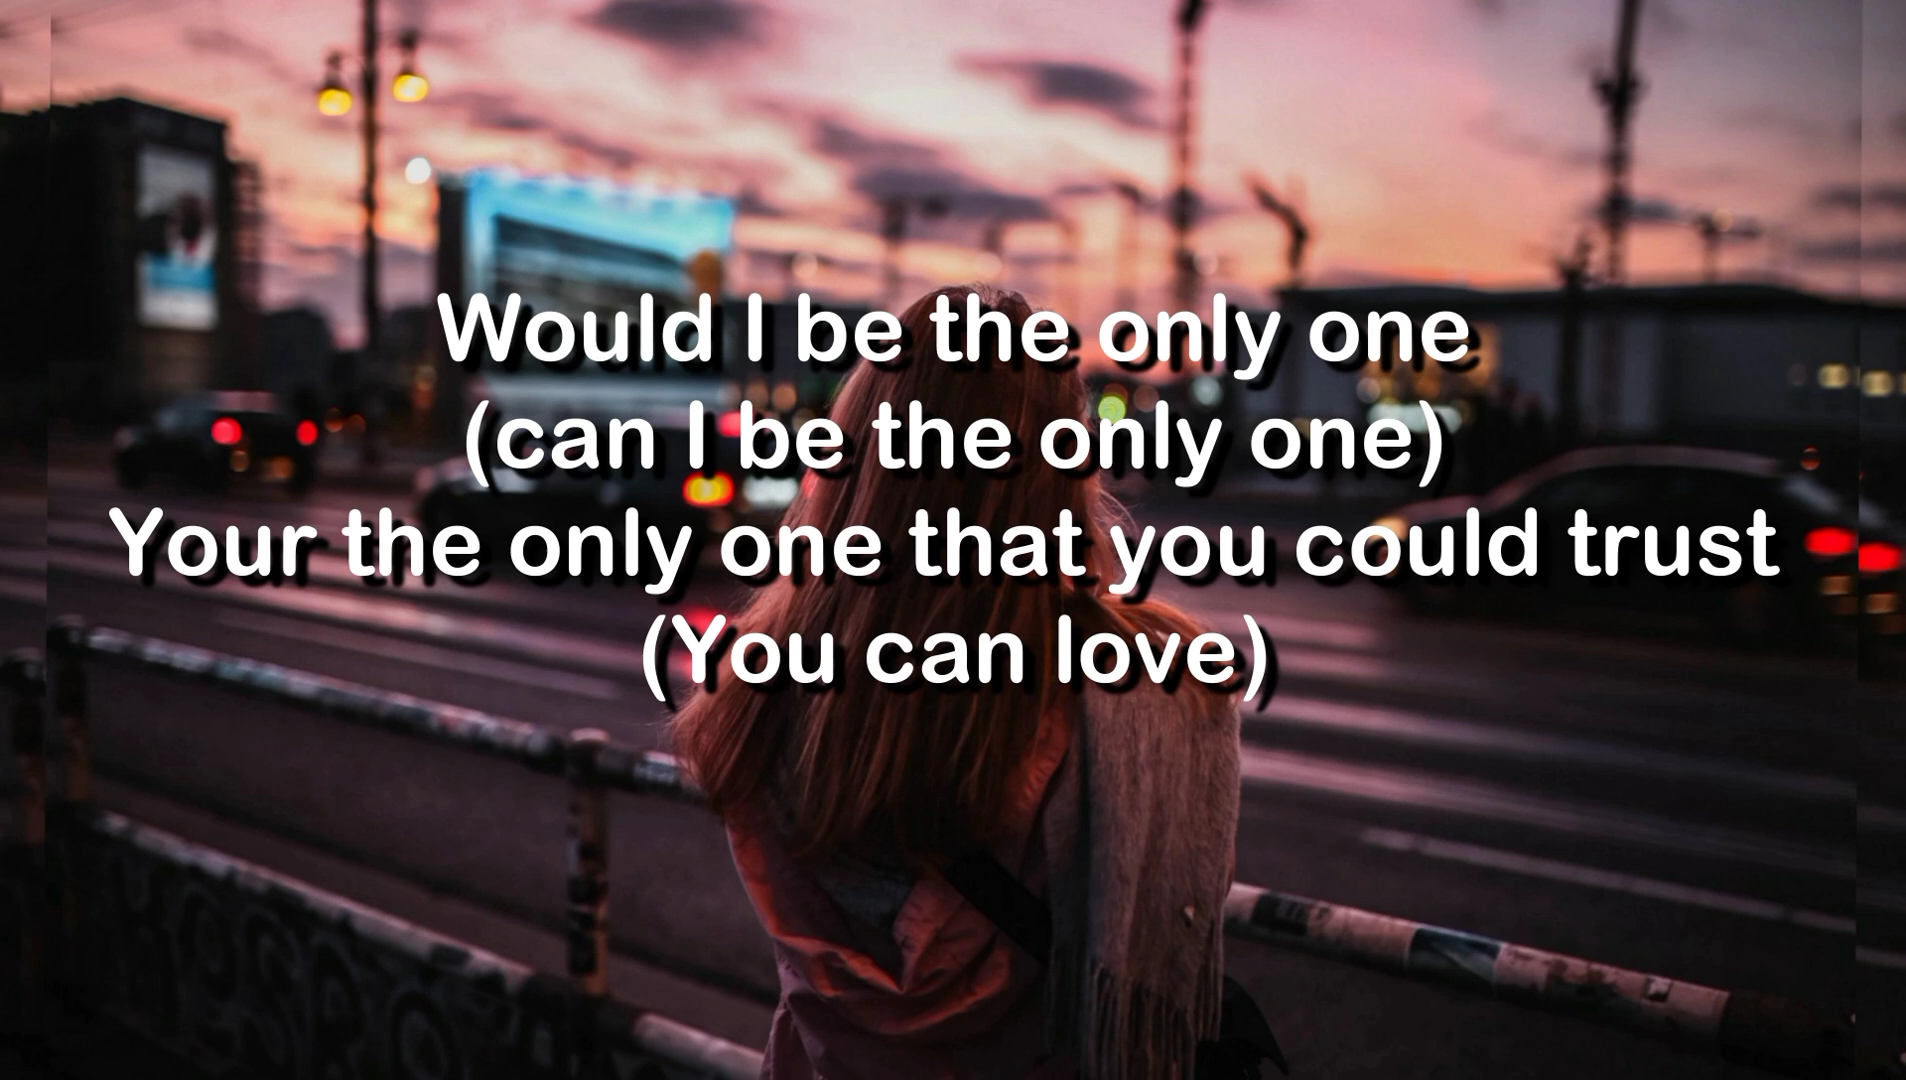 Would I be the only one
(can I be the only one)
Your the only one that you could trust
(You can love)